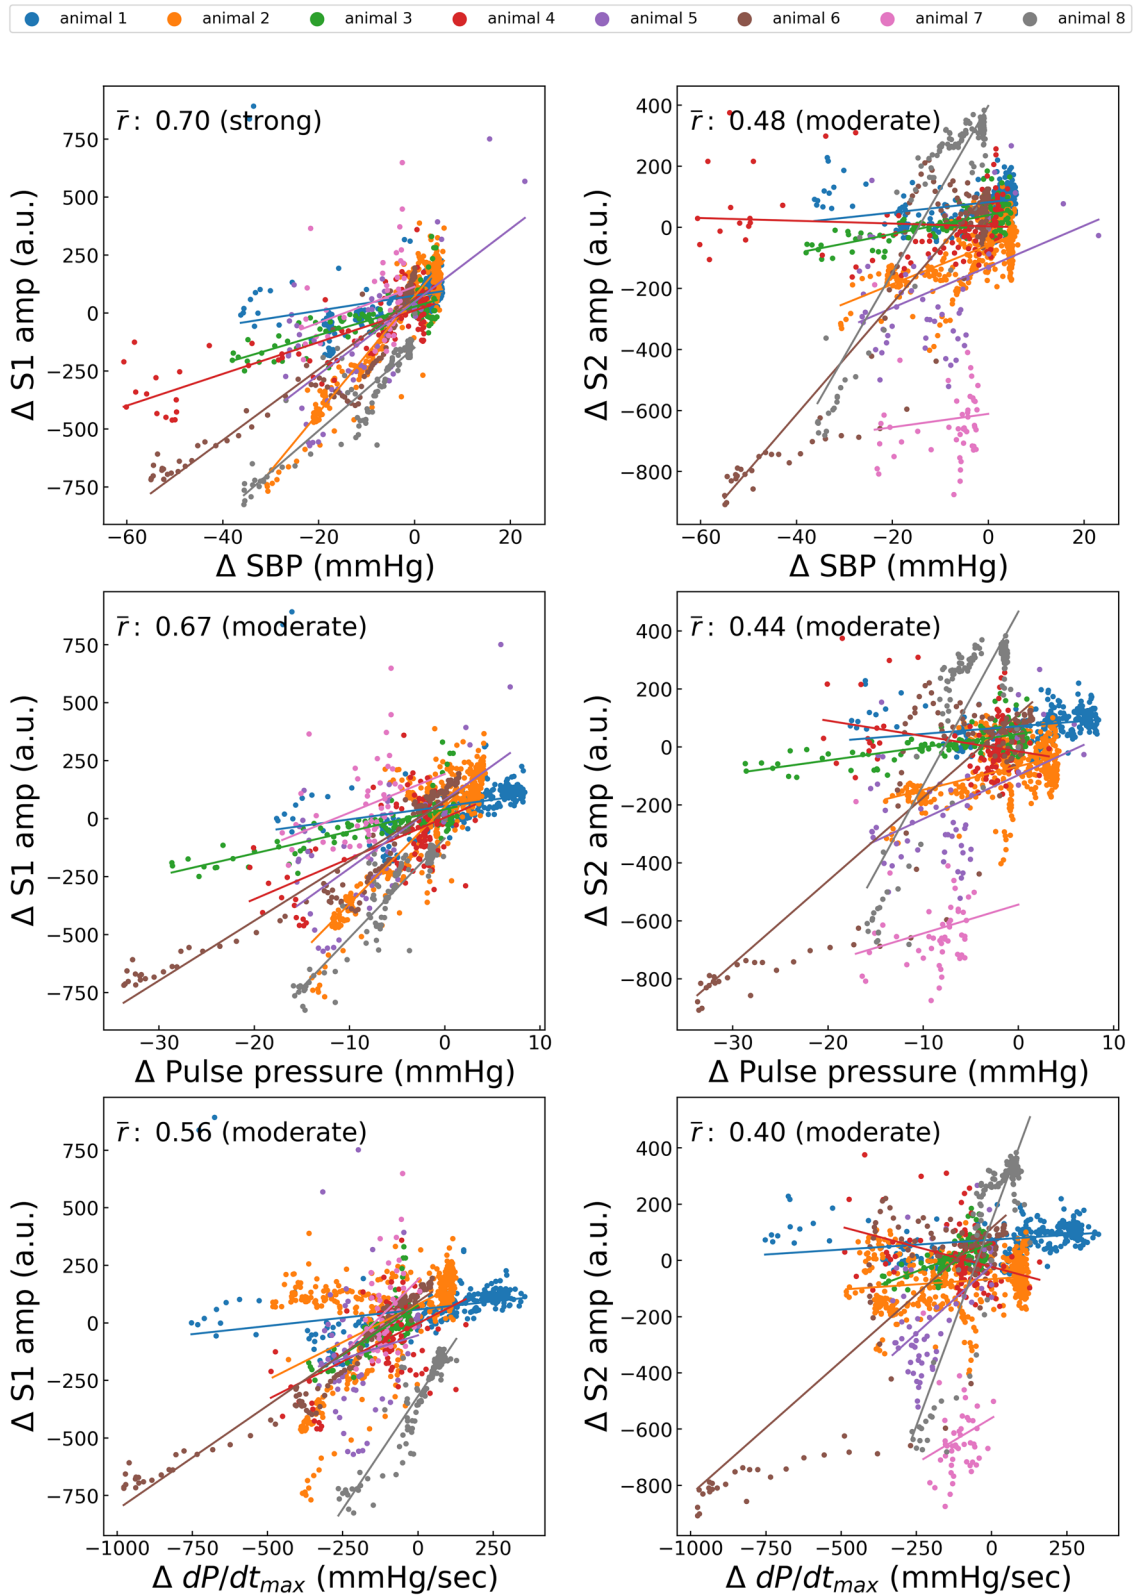 animal 1 animal 2 animal 3 animal 4 animal 5 animal 6 animal 7 animal 8
r̅ : 0.70 (strong)
750
500
250
0
−250
−500
−750
Δ S1 amp (a.u.)
−60 −40 −20 0 20
Δ SBP (mmHg)
r̅ : 0.48 (moderate)
400
200
0
−200
−400
−600
−800
Δ S2 amp (a.u.)
−60 −40 −20 0 20
Δ SBP (mmHg)
r̅ : 0.67 (moderate)
750
500
250
0
−250
−500
−750
Δ S1 amp (a.u.)
−30 −20 −10 0 10
Δ Pulse pressure (mmHg)
r̅ : 0.44 (moderate)
400
200
0
−200
−400
−600
−800
Δ S2 amp (a.u.)
−30 −20 −10 0 10
Δ Pulse pressure (mmHg)
r̅ : 0.56 (moderate)
750
500
250
0
−250
−500
−750
Δ S1 amp (a.u.)
−1000 −750 −500 −250 0 250
Δ dP/dt_max (mmHg/sec)
r̅ : 0.40 (moderate)
400
200
0
−200
−400
−600
−800
Δ S2 amp (a.u.)
−1000 −750 −500 −250 0 250
Δ dP/dt_max (mmHg/sec)